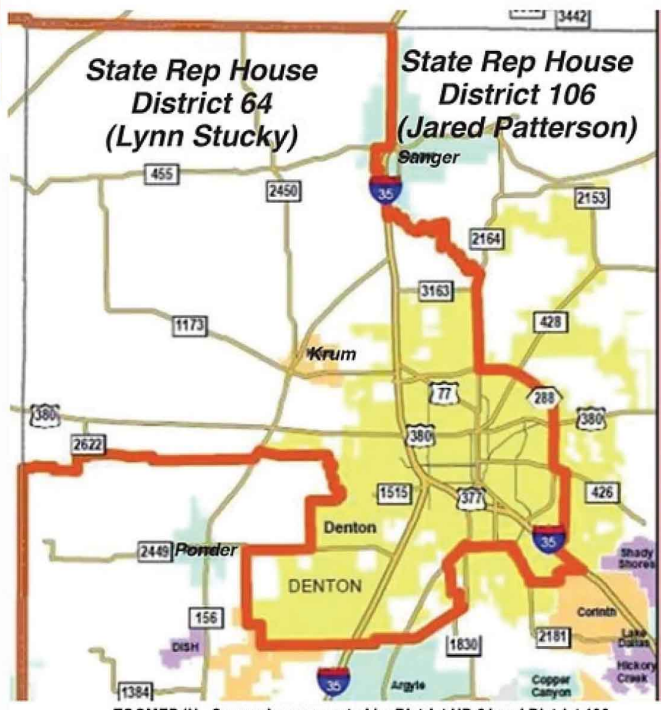 3442
State Rep House
District 64
(Lynn Stucky)
State Rep House
District 106
(Jared Patterson)
Sanger
455
2450
35
2153
2164
3163
428
1173
Krum
77
288
380
380
380
2622
1515
377
426
Denton
35
2449
Ponder
DENTON
Shady
Shores
156
Corinth
DISH
1830
2181
Lake
Dallas
Hickory
Creek
35
1384
Argyle
Copper
Canyon